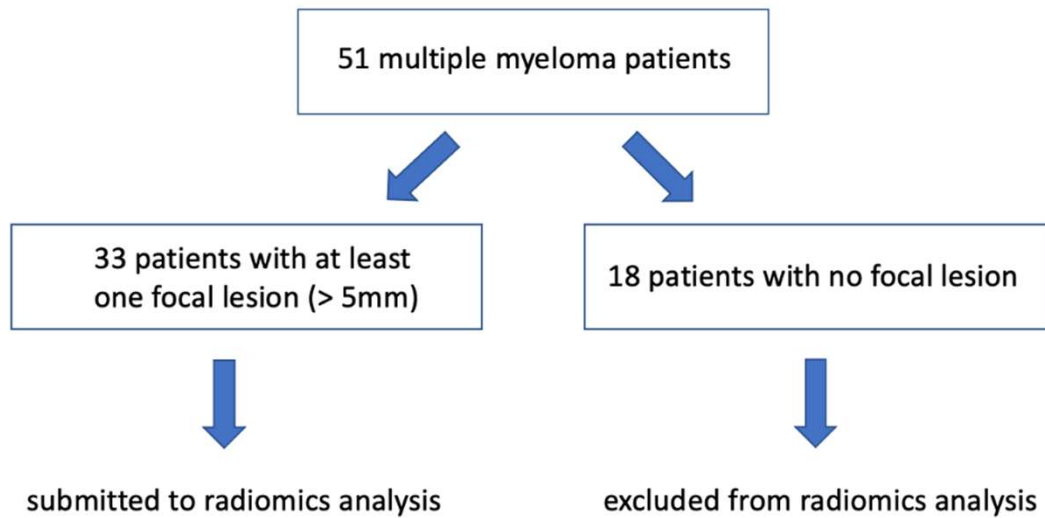 51 multiple myeloma patients
33 patients with at least
one focal lesion (> 5mm)
18 patients with no focal lesion
submitted to radiomics analysis
excluded from radiomics analysis